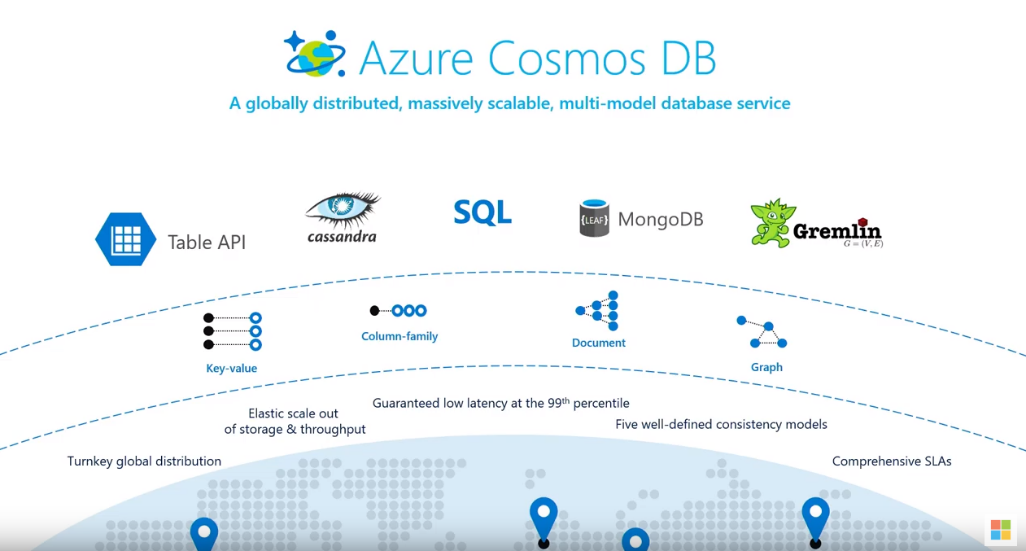 Azure Cosmos DB
A globally distributed, massively scalable, multi-model database service
Table API
cassandra
SQL
{LEAF}
MongoDB
Gremlin
G = (V, E)
Key-value
Column-family
Document
Graph
Turnkey global distribution
Elastic scale out
of storage & throughput
Guaranteed low latency at the 99th percentile
Five well-defined consistency models
Comprehensive SLAs